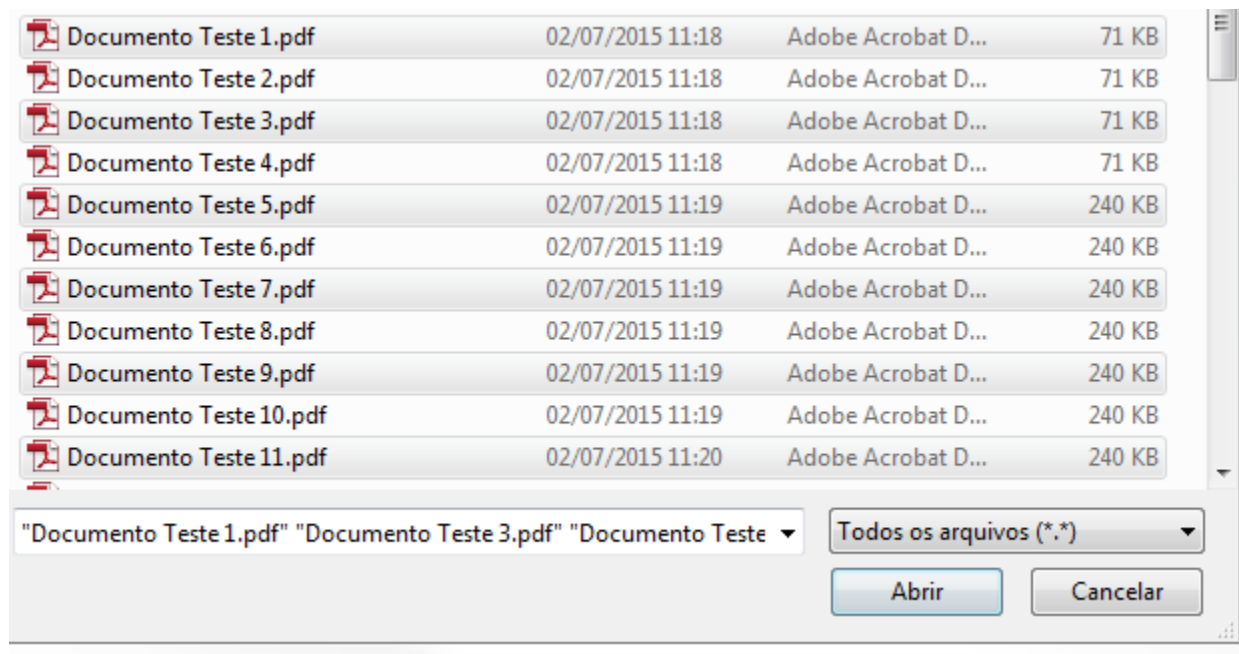 Documento Teste 1.pdf 02/07/2015 11:18 Adobe Acrobat D... 71 KB
Documento Teste 2.pdf 02/07/2015 11:18 Adobe Acrobat D... 71 KB
Documento Teste 3.pdf 02/07/2015 11:18 Adobe Acrobat D... 71 KB
Documento Teste 4.pdf 02/07/2015 11:18 Adobe Acrobat D... 71 KB
Documento Teste 5.pdf 02/07/2015 11:19 Adobe Acrobat D... 240 KB
Documento Teste 6.pdf 02/07/2015 11:19 Adobe Acrobat D... 240 KB
Documento Teste 7.pdf 02/07/2015 11:19 Adobe Acrobat D... 240 KB
Documento Teste 8.pdf 02/07/2015 11:19 Adobe Acrobat D... 240 KB
Documento Teste 9.pdf 02/07/2015 11:19 Adobe Acrobat D... 240 KB
Documento Teste 10.pdf 02/07/2015 11:19 Adobe Acrobat D... 240 KB
Documento Teste 11.pdf 02/07/2015 11:20 Adobe Acrobat D... 240 KB
"Documento Teste 1.pdf" "Documento Teste 3.pdf" "Documento Teste Todos os arquivos (*.*)
Abrir Cancelar